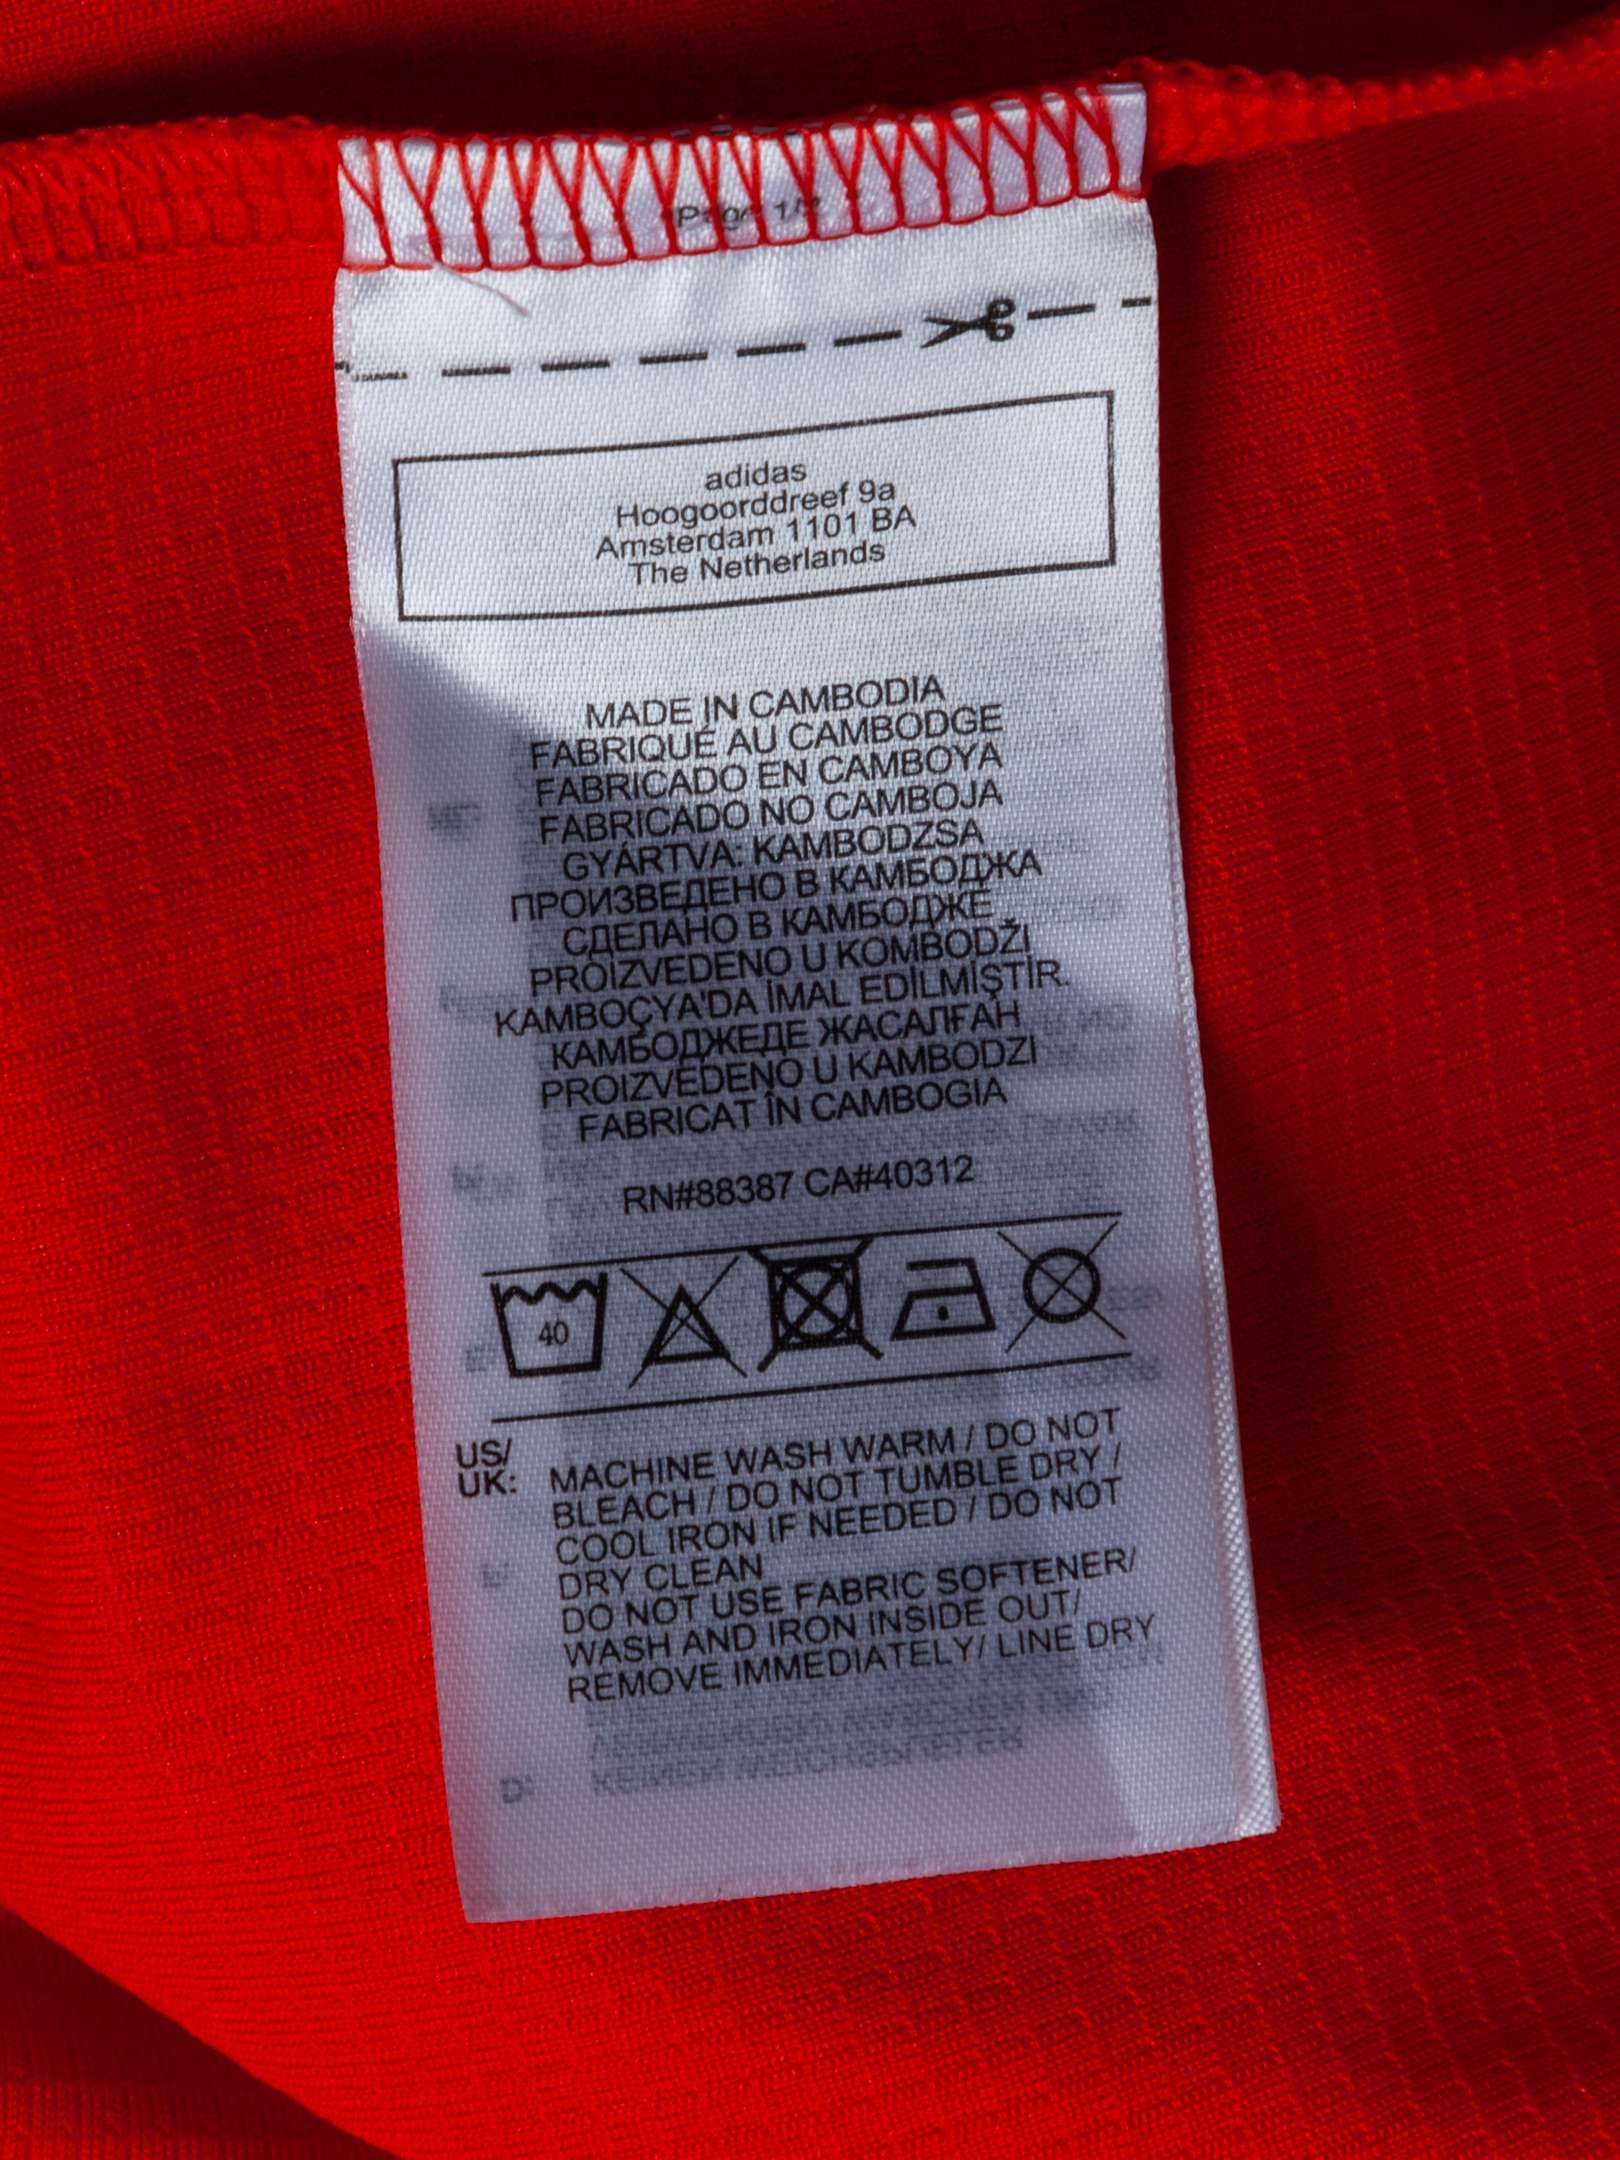 Page 1/
adidas
Hoogoorddreef 9a
Amsterdam 1101 BA
The Netherlands
MADE IN CAMBODIA
FABRIQUÉ AU CAMBODGE
FABRICADO EN CAMBOYA
FABRICADO NO CAMBOJA
GYÁRTVA: KAMBODZSA
ПРОИЗВЕДЕНО В КАМБОДЖА
СДЕЛАНО В КАМБОДЖЕ
PROIZVEDENO U KOMBODŽI
KAMBOÇYA'DA İMAL EDİLMİŞTİR.
КАМБОДЖЕДЕ ЖАСАЛҒАН
PROIZVEDENO U KAMBODZI
FABRICAT ÎN CAMBOGIA
RN#88387 CA#40312
40
US/
UK:
MACHINE WASH WARM / DO NOT
BLEACH / DO NOT TUMBLE DRY /
COOL IRON IF NEEDED / DO NOT
DRY CLEAN
DO NOT USE FABRIC SOFTENER/
WASH AND IRON INSIDE OUT/
REMOVE IMMEDIATELY/ LINE DRY